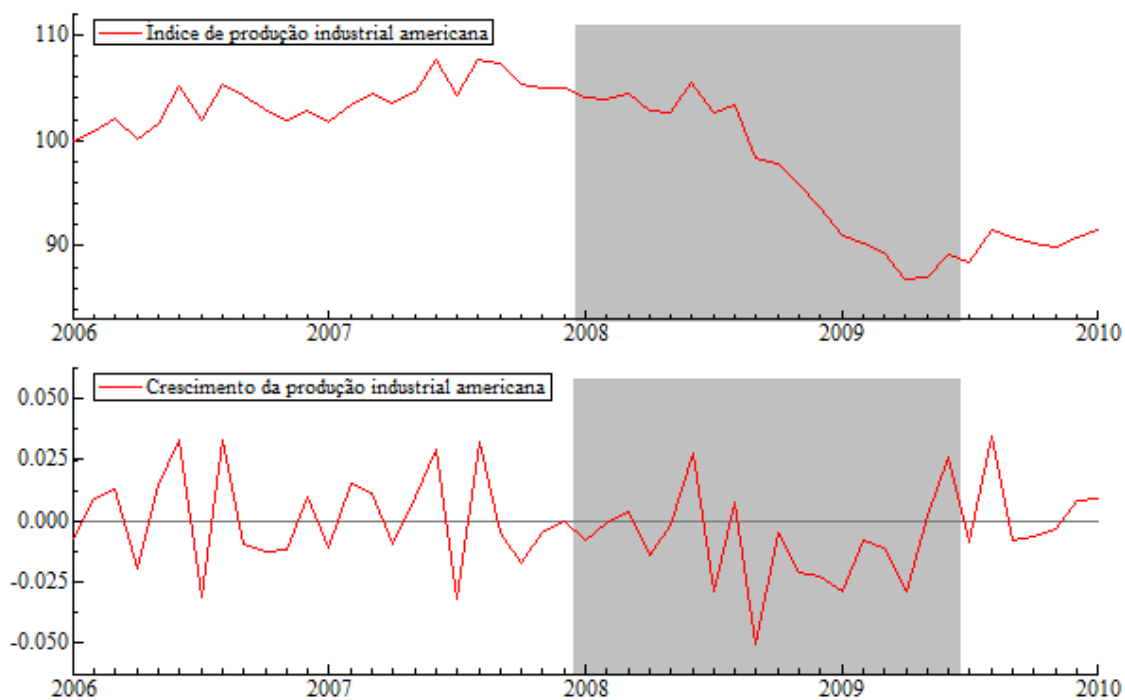 Índice de produção industrial americana
110
100
90
2006 2007 2008 2009 2010
Crescimento da produção industrial americana
0.050
0.025
0.000
-0.025
-0.050
2006 2007 2008 2009 2010